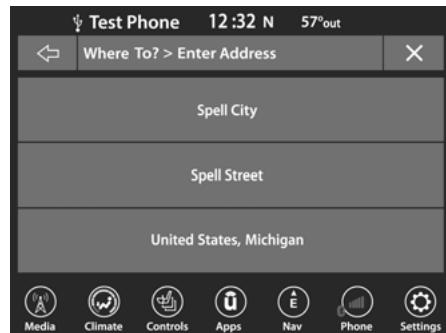 Test Phone 12:32 N 57°out
Where To? > Enter Address
Spell City
Spell Street
United States, Michigan
Media Climate Controls Apps Nav Phone Settings